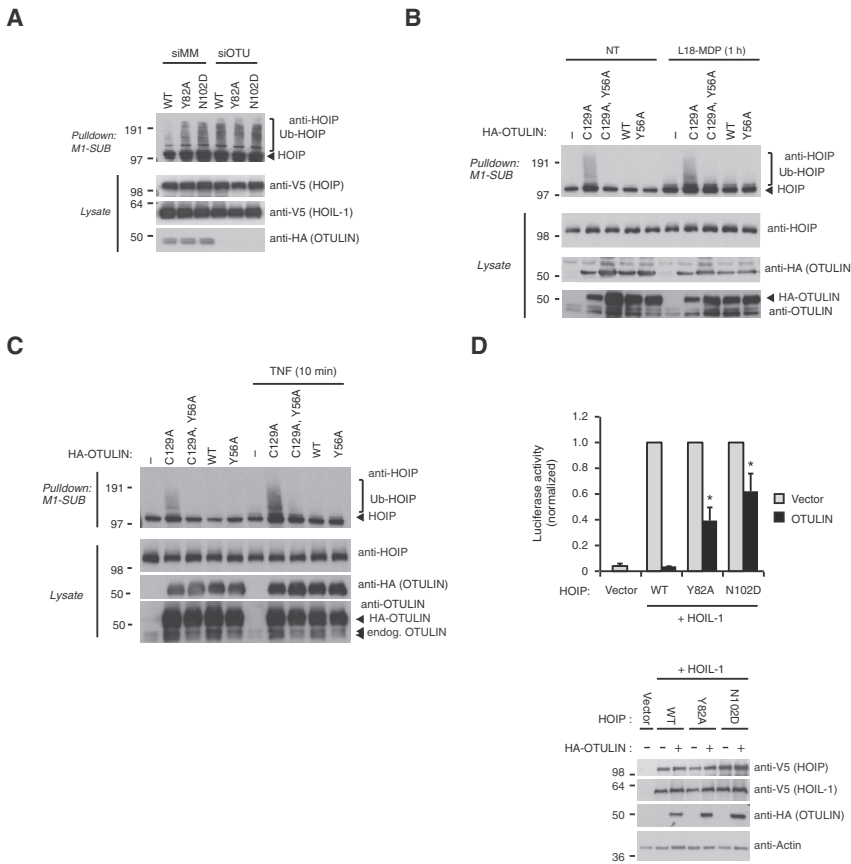 A
siMM siOTU
WT Y82A N102D WT Y82A N102D
Pulldown: M1-SUB
191
97
anti-HOIP
Ub-HOIP
HOIP
Lysate
98
anti-V5 (HOIP)
64
anti-V5 (HOIL-1)
50
anti-HA (OTULIN)
B
NT L18-MDP (1 h)
HA-OTULIN: – C129A C129A, Y56A WT Y56A – C129A C129A, Y56A WT Y56A
Pulldown: M1-SUB
191
97
anti-HOIP
Ub-HOIP
HOIP
Lysate
98
anti-HOIP
50
anti-HA (OTULIN
50
HA-OTULIN
anti-OTULIN
C
TNF (10 min)
HA-OTULIN: – C129A C129A, Y56A WT Y56A – C129A C129A, Y56A WT Y56A
Pulldown: M1-SUB
191
97
anti-HOIP
Ub-HOIP
HOIP
Lysate
98
anti-HOIP
50
anti-HA (OTULIN)
50
anti-OTULIN
HA-OTULIN
endog. OTULIN
D
Luciferase activity
(normalized)
1.2
1.0
0.8
0.6
0.4
0.2
0
* *
Vector
OTULIN
HOIP: Vector WT Y82A N102D
+ HOIL-1
+ HOIL-1
HOIP : Vector WT Y82A N102D
HA-OTULIN : – – + – + – +
98
anti-V5 (HOIP)
64
anti-V5 (HOIL-1)
50
anti-HA (OTULIN)
36
anti-Actin